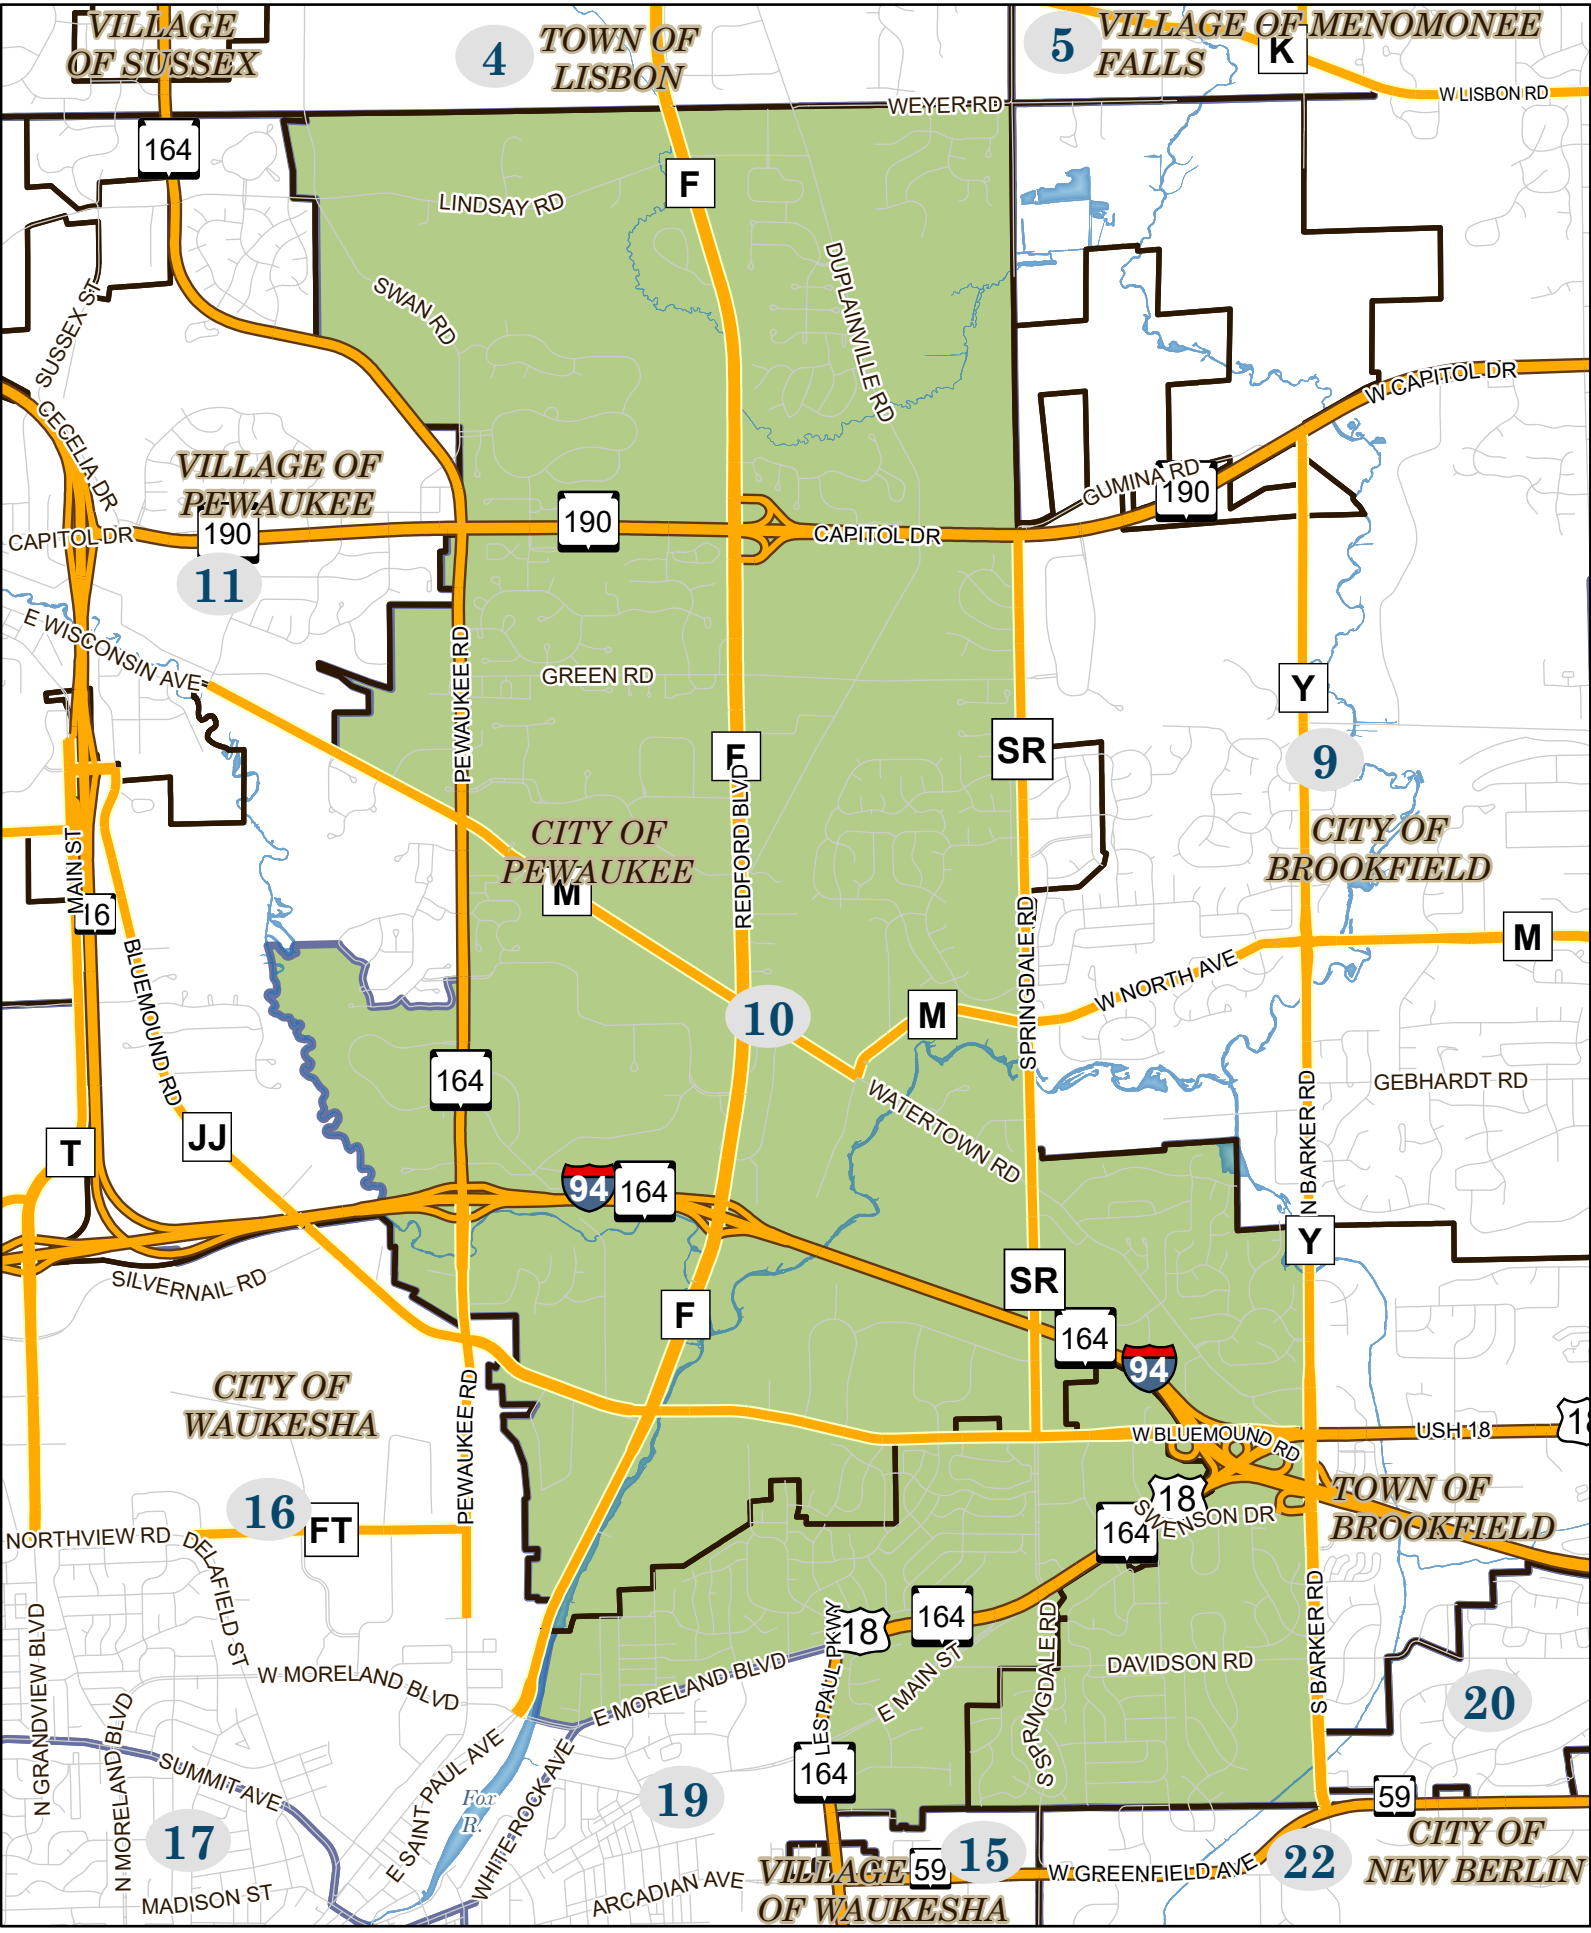 VILLAGE
OF SUSSEX
4
TOWN OF
LISBON
5
VILLAGE OF MENOMONEE
FALLS
K
W LISBON RD
WEYER RD
164
F
LINDSAY RD
SWAN RD
DUPLAINVILLE RD
SUSSEX ST
CECELIA DR
W CAPITOL DR
GUMINA RD
190
VILLAGE OF
PEWAUKEE
190
190
CAPITOL DR
CAPITOL DR
11
E WISCONSIN AVE
PEWAUKEE RD
GREEN RD
Y
F
SR
9
REDFORD BLVD
CITY OF
PEWAUKEE
CITY OF
BROOKFIELD
M
MAIN ST
16
BLUEMOUND RD
SPRINGDALE RD
M
W NORTH AVE
10
M
164
GEBHARDT RD
WATERTOWN RD
N BARKER RD
T
JJ
94
164
Y
SILVERNAIL RD
SR
F
164
94
CITY OF
WAUKESHA
PEWAUKEE RD
W BLUEMOUND RD
USH 18
18
18
TOWN OF
BROOKFIELD
16
FT
164
SWENSON DR
NORTHVIEW RD
DELAFIELD ST
N GRANDVIEW BLVD
LES PAUL PKWY
18
164
S SPRINGDALE RD
S BARKER RD
W MORELAND BLVD
E MORELAND BLVD
E MAIN ST
DAVIDSON RD
N MORELAND BLVD
20
SUMMIT AVE
E SAINT PAUL AVE
WHITE ROCK AVE
Fox
R.
19
164
59
17
15
22
CITY OF
NEW BERLIN
MADISON ST
ARCADIAN AVE
VILLAGE
OF WAUKESHA
59
W GREENFIELD AVE